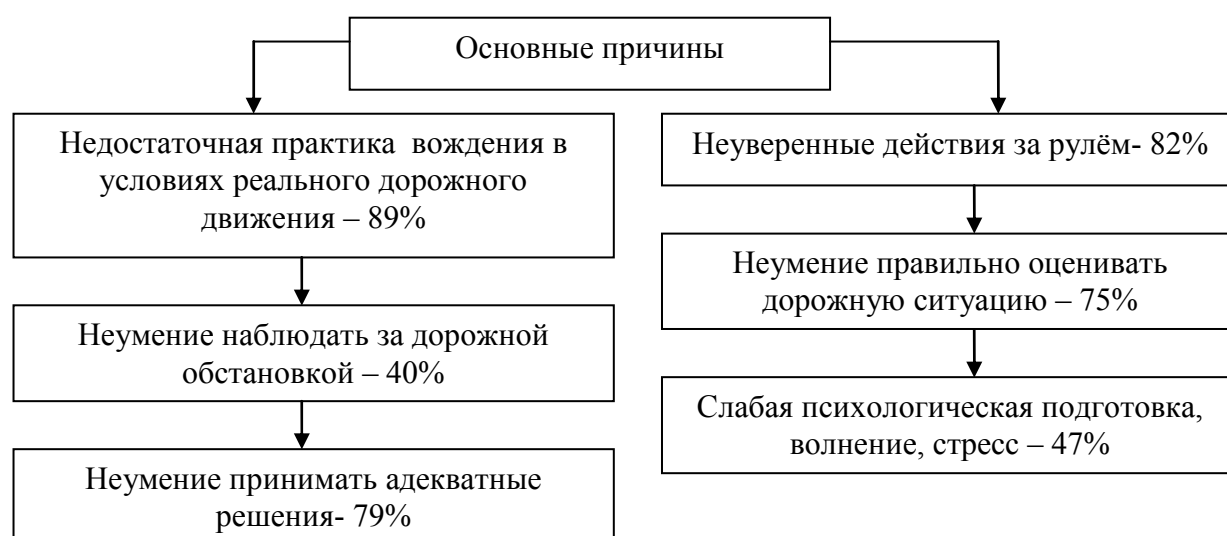 Основные причины
Недостаточная практика вождения в
условиях реального дорожного
движения – 89%
Неумение наблюдать за дорожной
обстановкой – 40%
Неумение принимать адекватные
решения- 79%
Неуверенные действия за рулём- 82%
Неумение правильно оценивать
дорожную ситуацию – 75%
Слабая психологическая подготовка,
волнение, стресс – 47%